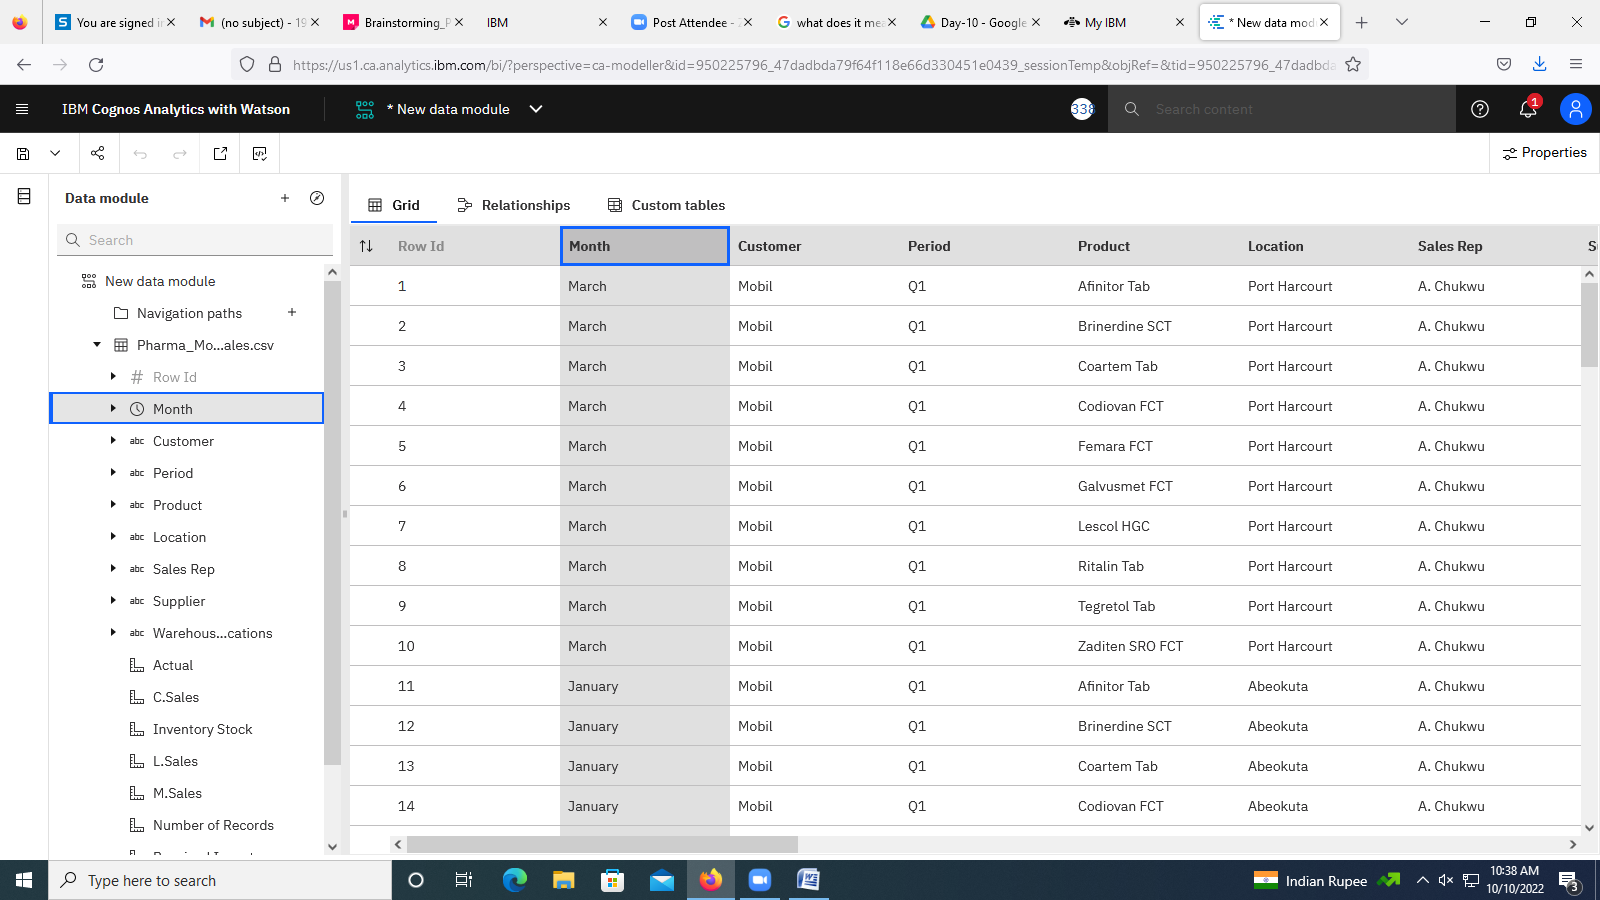 You are signed i
(no subject) - 19
Brainstorming_P
IBM
Post Attendee -
what does it mea
Day-10 - Google
My IBM
* New data mod
https://us1.ca.analytics.ibm.com/bi/?perspective=ca-modeller&id=950225796_47dadbda79f64f118e66d330451e0439_sessionTemp&objRef=&tid=950225796_47dadbda
IBM Cognos Analytics with Watson
* New data module
338
Search content
1
Properties
Data module
Search
New data module
Navigation paths
Pharma_Mo...ales.csv
# Row Id
Month
abc Customer
abc Period
abc Product
abc Location
abc Sales Rep
abc Supplier
abc Warehous...cations
Actual
C.Sales
Inventory Stock
L.Sales
M.Sales
Number of Records
Grid Relationships Custom tables
Row Id Month Customer Period Product Location Sales Rep S
1 March Mobil Q1 Afinitor Tab Port Harcourt A. Chukwu
2 March Mobil Q1 Brinerdine SCT Port Harcourt A. Chukwu
3 March Mobil Q1 Coartem Tab Port Harcourt A. Chukwu
4 March Mobil Q1 Codiovan FCT Port Harcourt A. Chukwu
5 March Mobil Q1 Femara FCT Port Harcourt A. Chukwu
6 March Mobil Q1 Galvusmet FCT Port Harcourt A. Chukwu
7 March Mobil Q1 Lescol HGC Port Harcourt A. Chukwu
8 March Mobil Q1 Ritalin Tab Port Harcourt A. Chukwu
9 March Mobil Q1 Tegretol Tab Port Harcourt A. Chukwu
10 March Mobil Q1 Zaditen SRO FCT Port Harcourt A. Chukwu
11 January Mobil Q1 Afinitor Tab Abeokuta A. Chukwu
12 January Mobil Q1 Brinerdine SCT Abeokuta A. Chukwu
13 January Mobil Q1 Coartem Tab Abeokuta A. Chukwu
14 January Mobil Q1 Codiovan FCT Abeokuta A. Chukwu
Type here to search
Indian Rupee
10:38 AM
10/10/2022
3